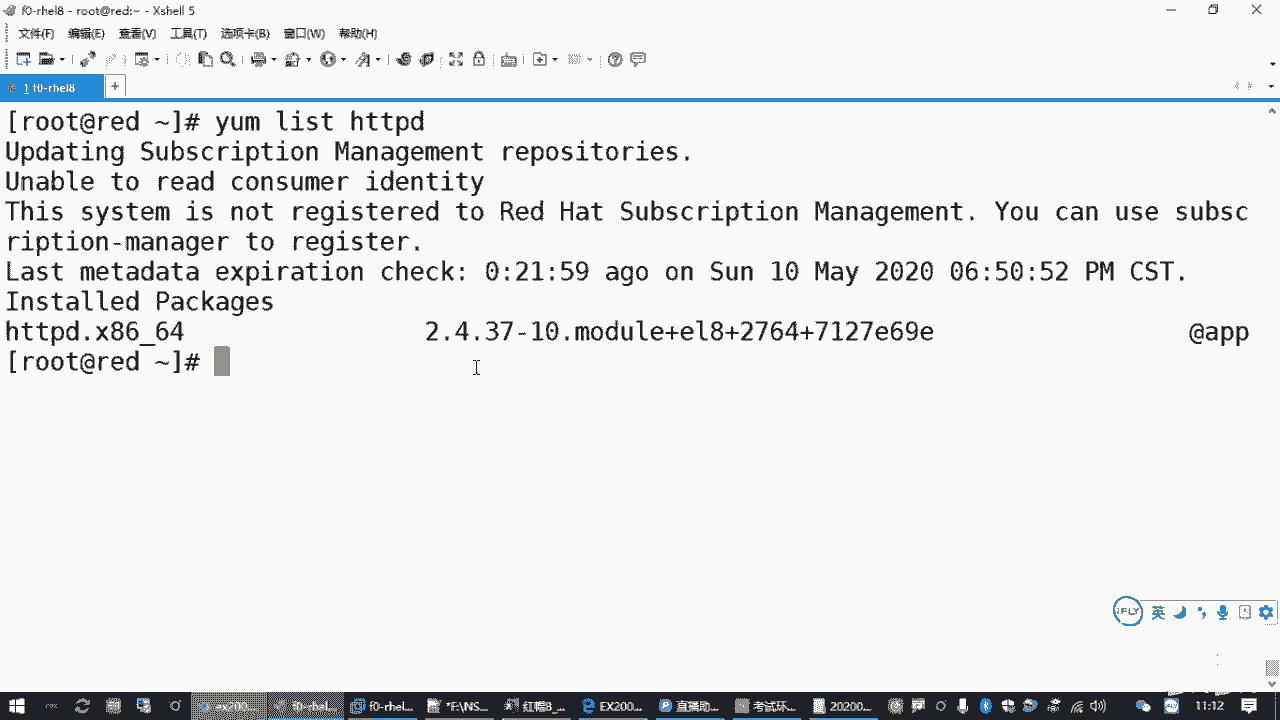 f0-rhel8 - root@red:~ - Xshell 5
文件(F) 编辑(E) 查看(V) 工具(T) 选项卡(B) 窗口(W) 帮助(H)
1 f0-rhel8 +
[root@red ~]# yum list httpd
Updating Subscription Management repositories.
Unable to read consumer identity
This system is not registered to Red Hat Subscription Management. You can use subsc
ription-manager to register.
Last metadata expiration check: 0:21:59 ago on Sun 10 May 2020 06:50:52 PM CST.
Installed Packages
httpd.x86_64 2.4.37-10.module+el8+2764+7127e69e @app
[root@red ~]#
iFLY 英
ex200... f0-rhel... f0-rhel... *F:\NS... 红帽8_... EX200... 直播助... 考试环... 20200... 11:12